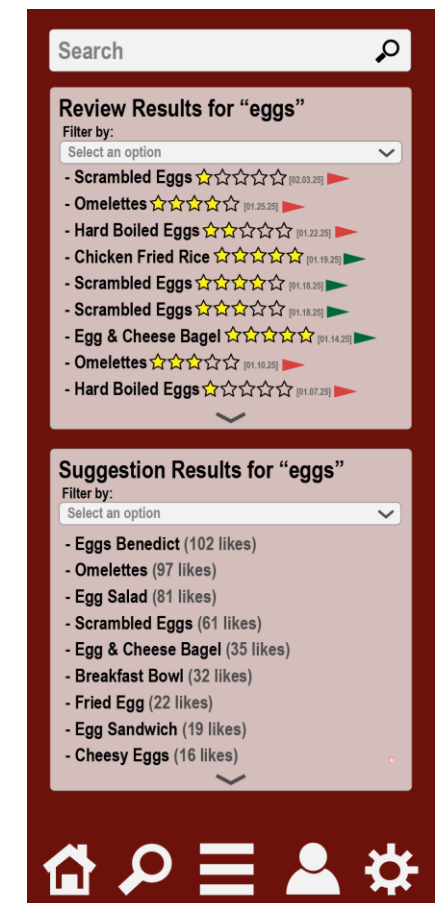 Search
Review Results for “eggs”
Filter by:
Select an option
- Scrambled Eggs [02.03.25]
- Omelettes [01.25.25]
- Hard Boiled Eggs [01.22.25]
- Chicken Fried Rice [01.19.25]
- Scrambled Eggs [01.18.25]
- Scrambled Eggs [01.18.25]
- Egg & Cheese Bagel [01.14.25]
- Omelettes [01.10.25]
- Hard Boiled Eggs [01.07.25]
Suggestion Results for “eggs”
Filter by:
Select an option
- Eggs Benedict (102 likes)
- Omelettes (97 likes)
- Egg Salad (81 likes)
- Scrambled Eggs (61 likes)
- Egg & Cheese Bagel (35 likes)
- Breakfast Bowl (32 likes)
- Fried Egg (22 likes)
- Egg Sandwich (19 likes)
- Cheesy Eggs (16 likes)